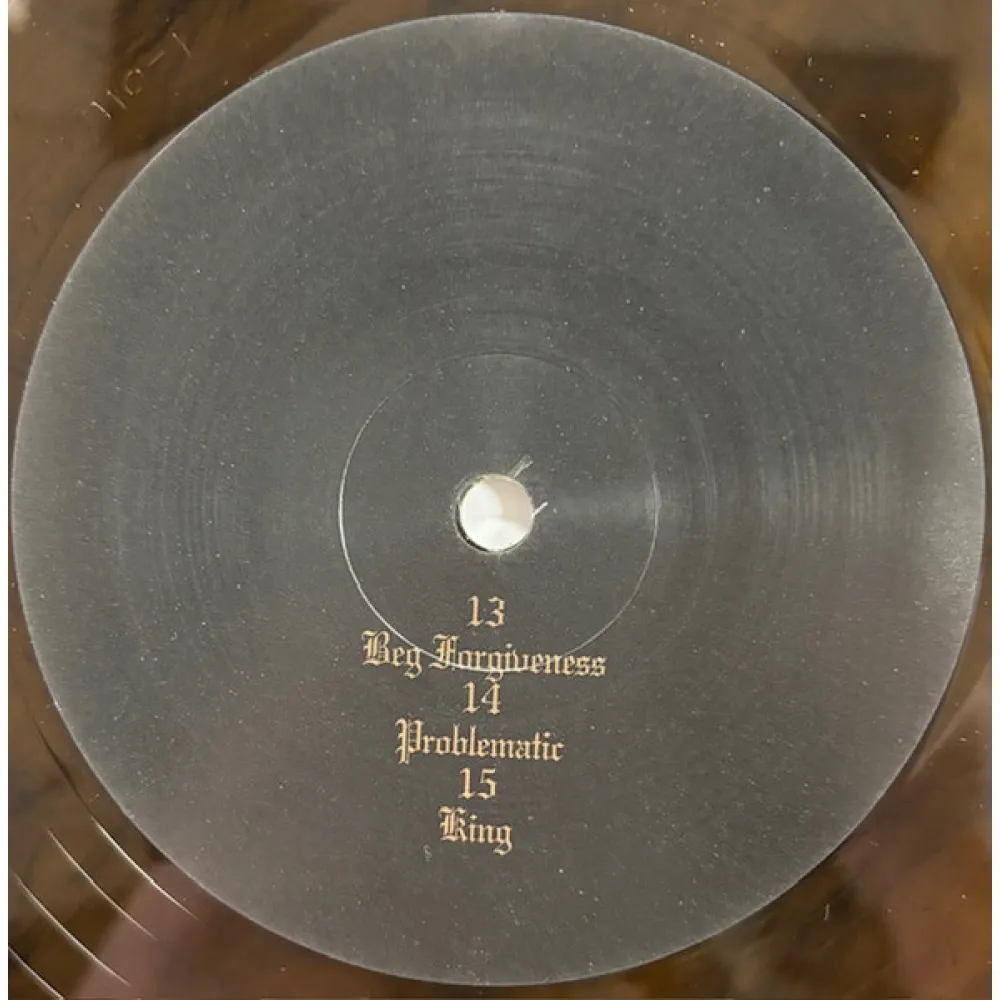 13
Beg Forgiveness
14
Problematic
15
King